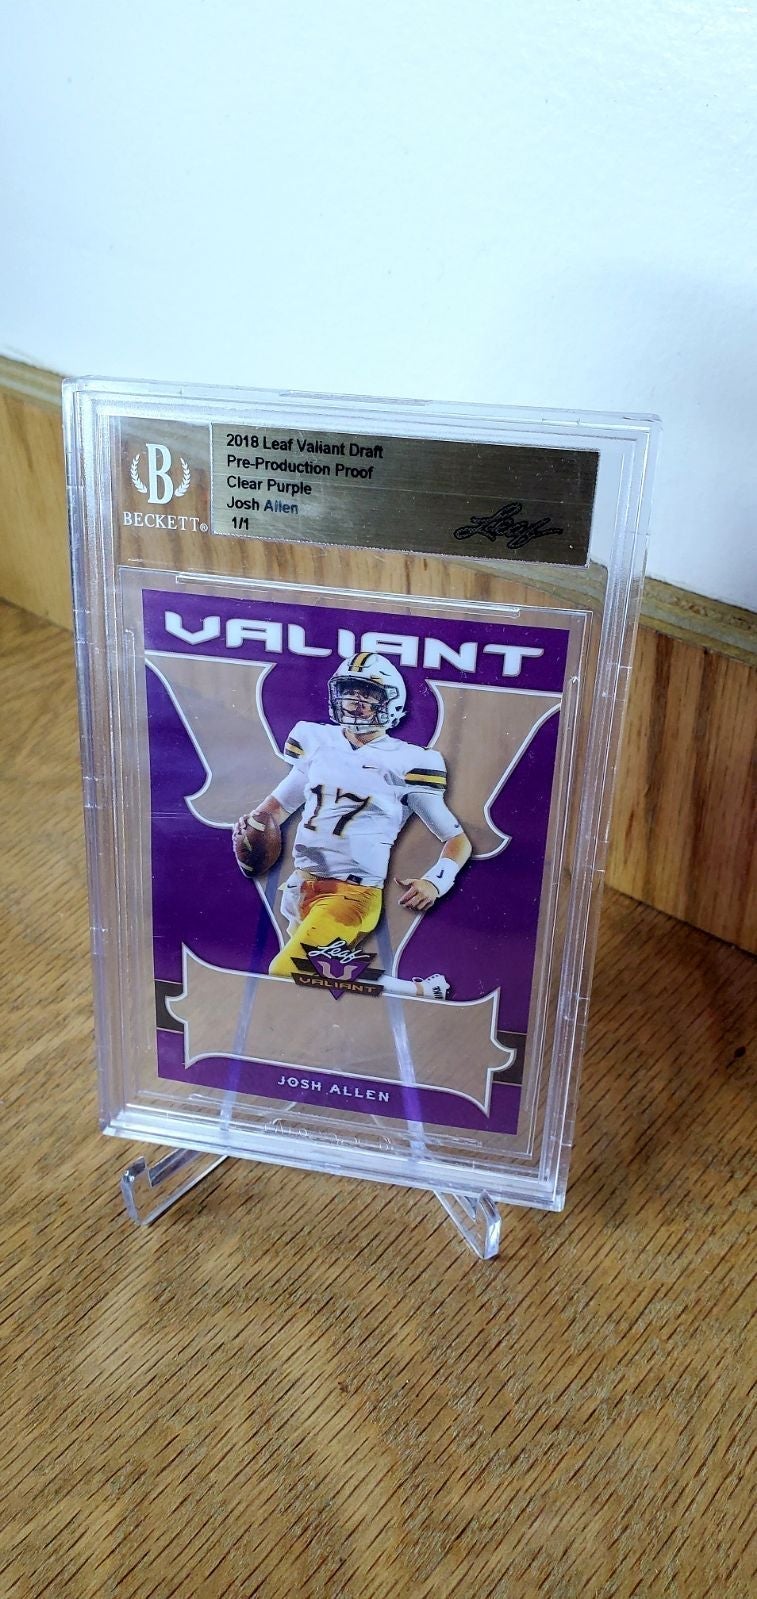 2018 Leaf Valiant Draft
Pre-Production Proof
Clear Purple
Josh Allen
1/1
Leaf
B
BECKETT®
VALIANT
17
Leaf
VALIANT
JOSH ALLEN